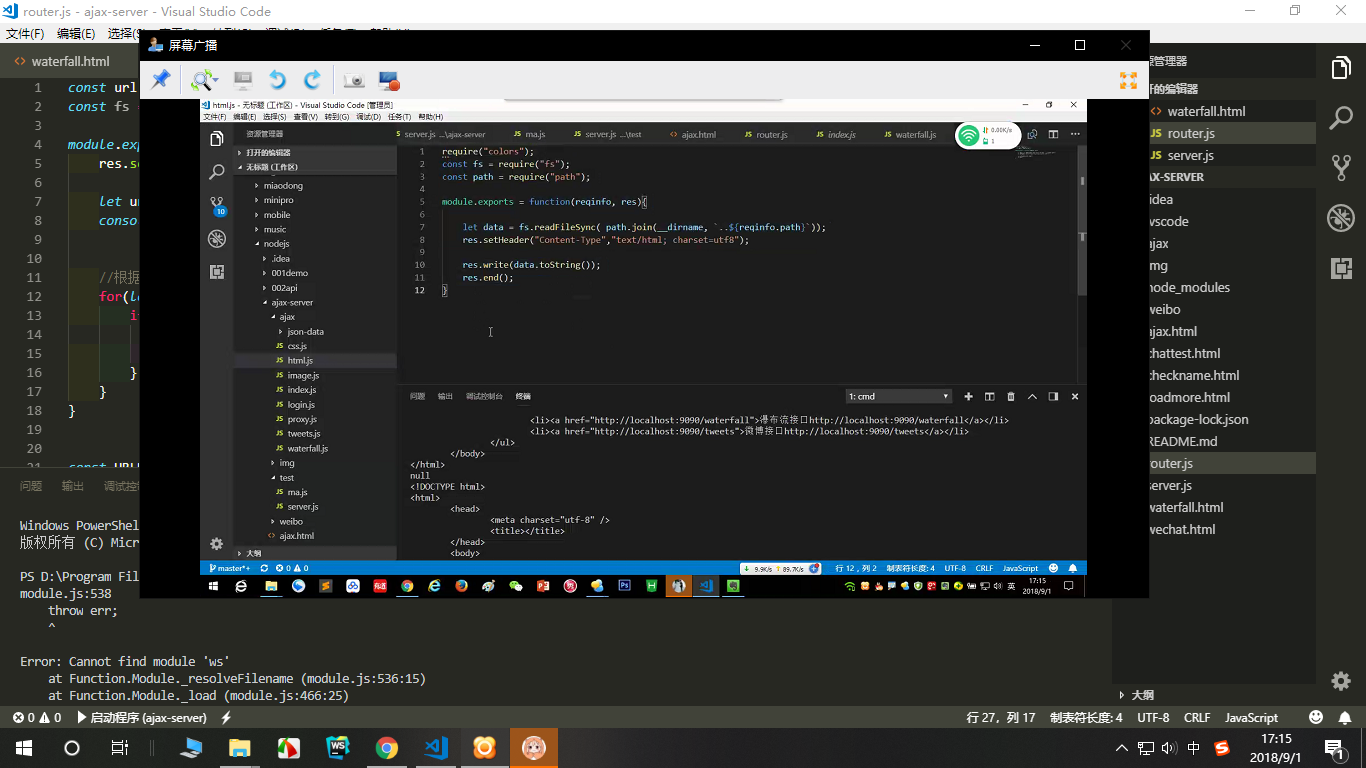 router.js - ajax-server - Visual Studio Code
文件(F) 编辑(E)
waterfall.html
1 const url
2 const fs
3
4 module.exp
5 res.s
6
7 let u
8 conso
9
10
11 //根据
12 for(l
13 i
14
15
16 }
17 }
18 }
19
20
问题 输出
Windows PowerShel
版权所有 (C) Micr
PS D:\Program Fil
module.js:538
throw err;
^
Error: Cannot find module 'ws'
at Function.Module._resolveFilename (module.js:536:15)
at Function.Module._load (module.js:466:25)
屏幕广播
html.js - 无标题 (工作区) - Visual Studio Code [管理员]
文件(F) 编辑(E) 选择(S) 查看(V) 转到(G) 调试(D) 任务(T) 帮助(H)
资源管理器
server.js ...\ajax-server ma.js server.js ...\test ajax.html router.js index.js waterfall.js
0.00K/s
1
打开的编辑器
无标题 (工作区)
miaodong
minipro
mobile
music
nodejs
.idea
001demo
002api
ajax-server
ajax
json-data
css.js
html.js
image.js
index.js
login.js
proxy.js
tweets.js
waterfall.js
img
test
ma.js
server.js
weibo
ajax.html
大纲
10
1 require("colors");
2 const fs = require("fs");
3 const path = require("path");
4
5 module.exports = function(reqinfo, res){
6
7 let data = fs.readFileSync( path.join(__dirname, `..${reqinfo.path}`));
8 res.setHeader("Content-Type","text/html; charset=utf8");
9
10 res.write(data.toString());
11 res.end();
12 }
问题 输出 调试控制台 终端
1: cmd
<li><a href="http://localhost:9090/waterfall">瀑布流接口http://localhost:9090/waterfall</a></li>
<li><a href="http://localhost:9090/tweets">微博接口http://localhost:9090/tweets</a></li>
</ul>
</body>
</html>
null
<!DOCTYPE html>
<html>
<head>
<meta charset="utf-8" />
<title></title>
</head>
<body>
master*+ 0 0
9.9K/s 89.7K/s
行 12，列 2 制表符长度: 4 UTF-8 CRLF JavaScript
英
17:15
2018/9/1
waterfall.html
router.js
server.js
AX-SERVER
idea
vscode
ajax
img
node_modules
weibo
ajax.html
chattest.html
checkname.html
loadmore.html
package-lock.json
README.md
router.js
server.js
waterfall.html
wechat.html
大纲
0 0 启动程序 (ajax-server)
行 27，列 17 制表符长度: 4 UTF-8 CRLF JavaScript
WS
中
17:15
2018/9/1
1